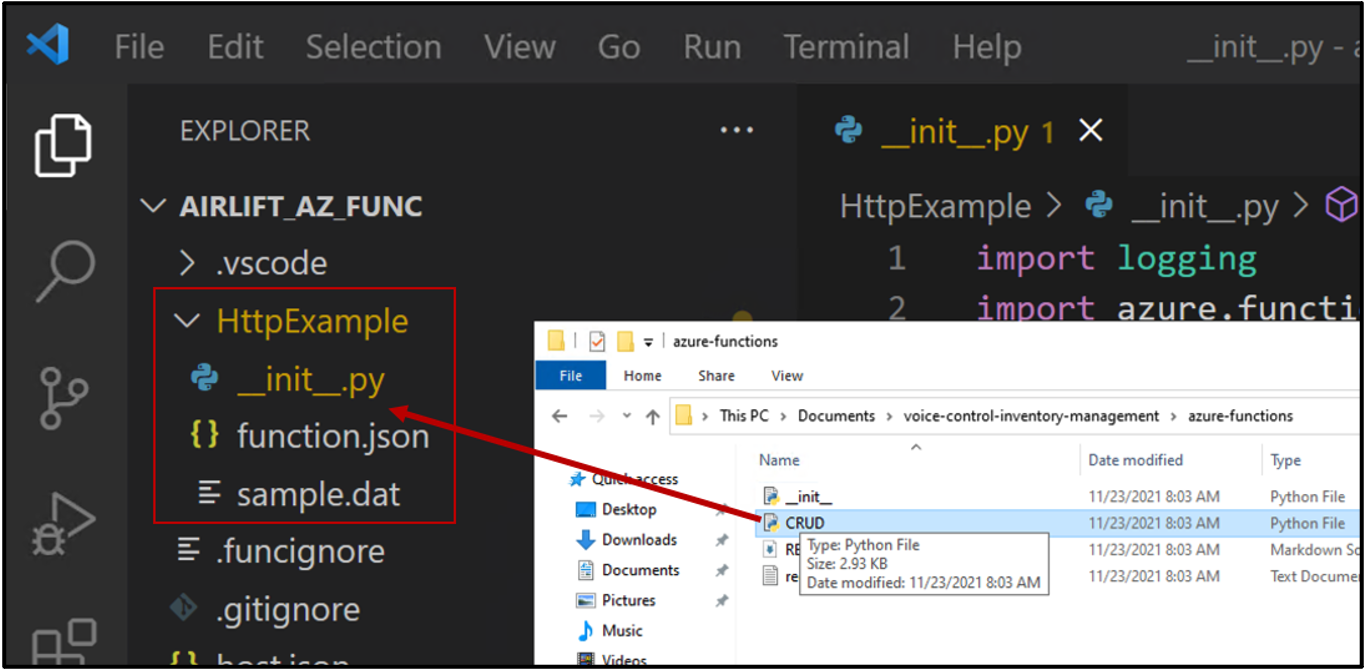 File Edit Selection View Go Run Terminal Help __init__.py - a
EXPLORER ...
__init__.py 1
AIRLIFT_AZ_FUNC
HttpExample > __init__.py >
.vscode
1 import logging
2 import azure.functi
HttpExample
__init__.py
function.json
sample.dat
.funcignore
.gitignore
host.json
azure-functions
File Home Share View
This PC > Documents > voice-control-inventory-management > azure-functions
Name Date modified Type
Quick access
Desktop
Downloads
Documents
Pictures
Music
Videos
__init__ 11/23/2021 8:03 AM Python File
CRUD 11/23/2021 8:03 AM Python File
RE 11/23/2021 8:03 AM Markdown So
re 11/23/2021 8:03 AM Text Docume
Type: Python File
Size: 2.93 KB
Date modified: 11/23/2021 8:03 AM